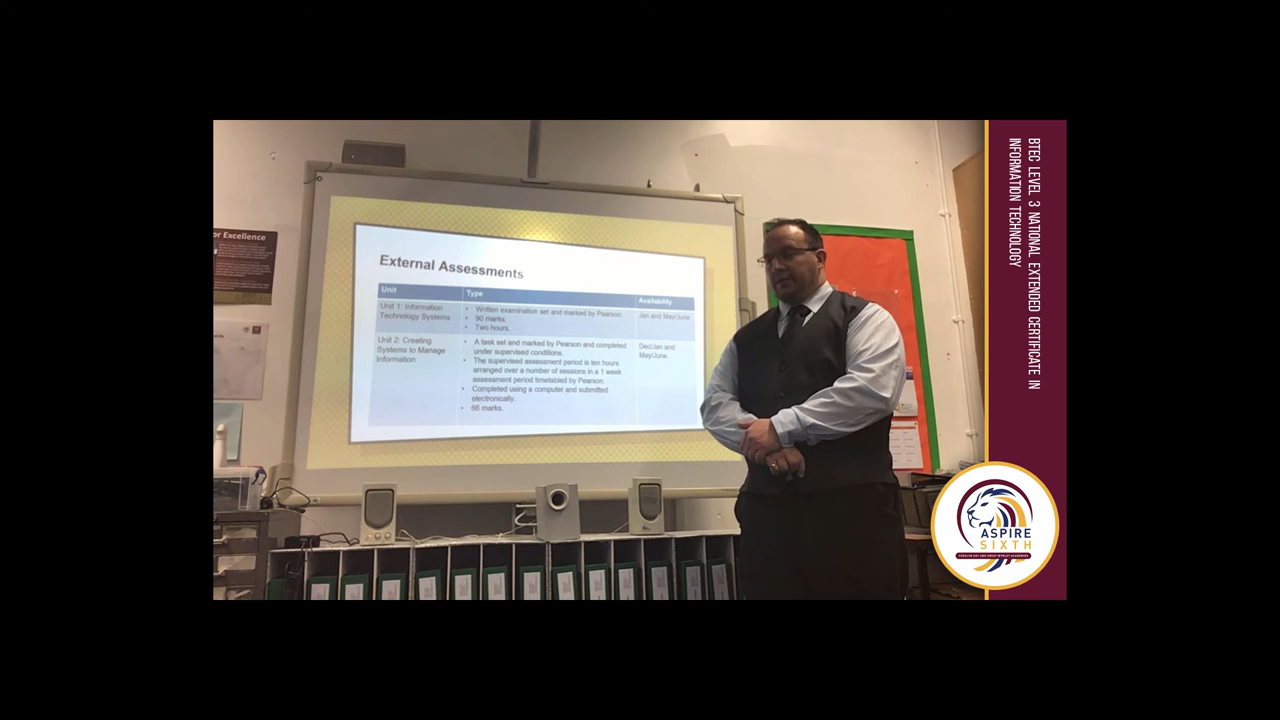 or Excellence
External Assessments
Unit
Type
Availability
Unit 1: Information
Technology Systems
• Written examination set and marked by Pearson.
• 90 marks.
• Two hours.
Jan and May/June
Unit 2: Creating
Systems to Manage
Information
• A task set and marked by Pearson and completed
under supervised conditions.
• The supervised assessment period is ten hours
arranged over a number of sessions in a 1 week
assessment period timetabled by Pearson.
• Completed using a computer and submitted
electronically.
• 66 marks.
Dec/Jan and
May/June.
BTEC LEVEL 3 NATIONAL EXTENDED CERTIFICATE IN
INFORMATION TECHNOLOGY
ASPIRE
SIXTH